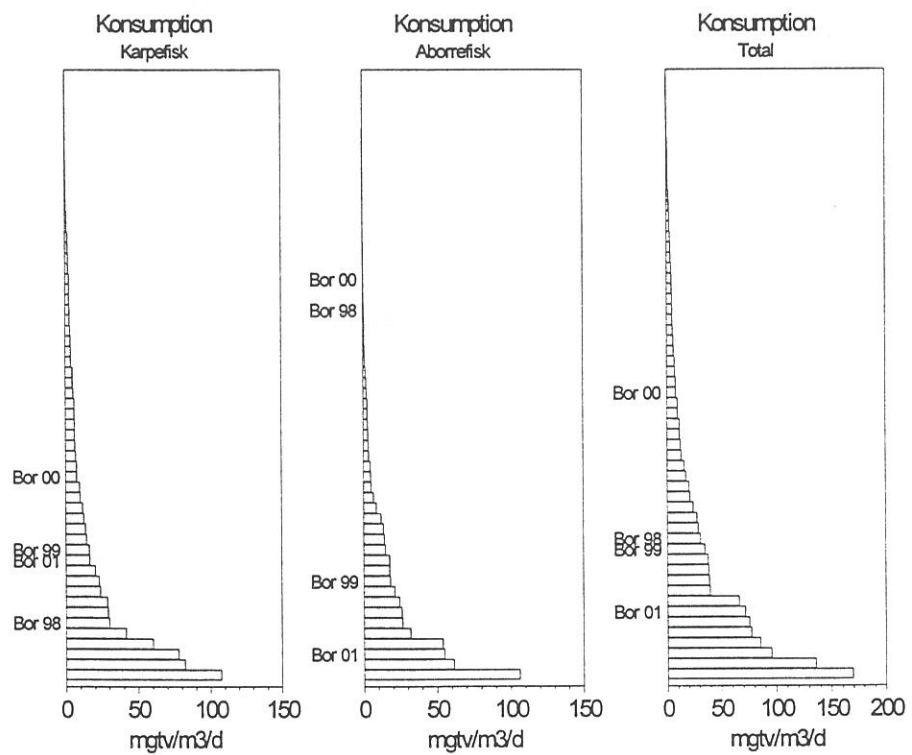 Konsumption
Karpefisk
Bor 00
Bor 99
Bor 01
Bor 98
0 50 100 150
mgtv/m3/d
Konsumption
Aborrefisk
Bor 00
Bor 98
Bor 99
Bor 01
0 50 100 150
mgtv/m3/d
Konsumption
Total
Bor 00
Bor 98
Bor 99
Bor 01
0 50 100 150 200
mgtv/m3/d